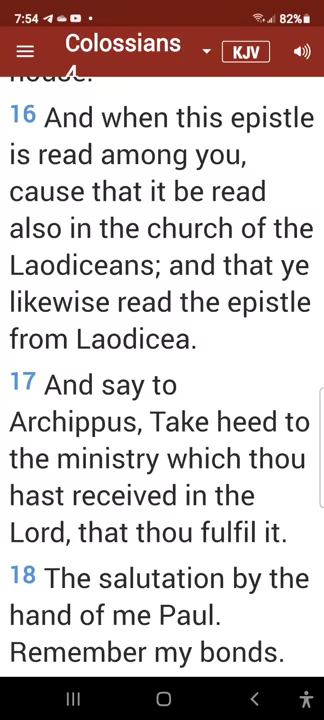 7:54 82%
Colossians
4 KJV
house.
16 And when this epistle
is read among you,
cause that it be read
also in the church of the
Laodiceans; and that ye
likewise read the epistle
from Laodicea.
17 And say to
Archippus, Take heed to
the ministry which thou
hast received in the
Lord, that thou fulfil it.
18 The salutation by the
hand of me Paul.
Remember my bonds.